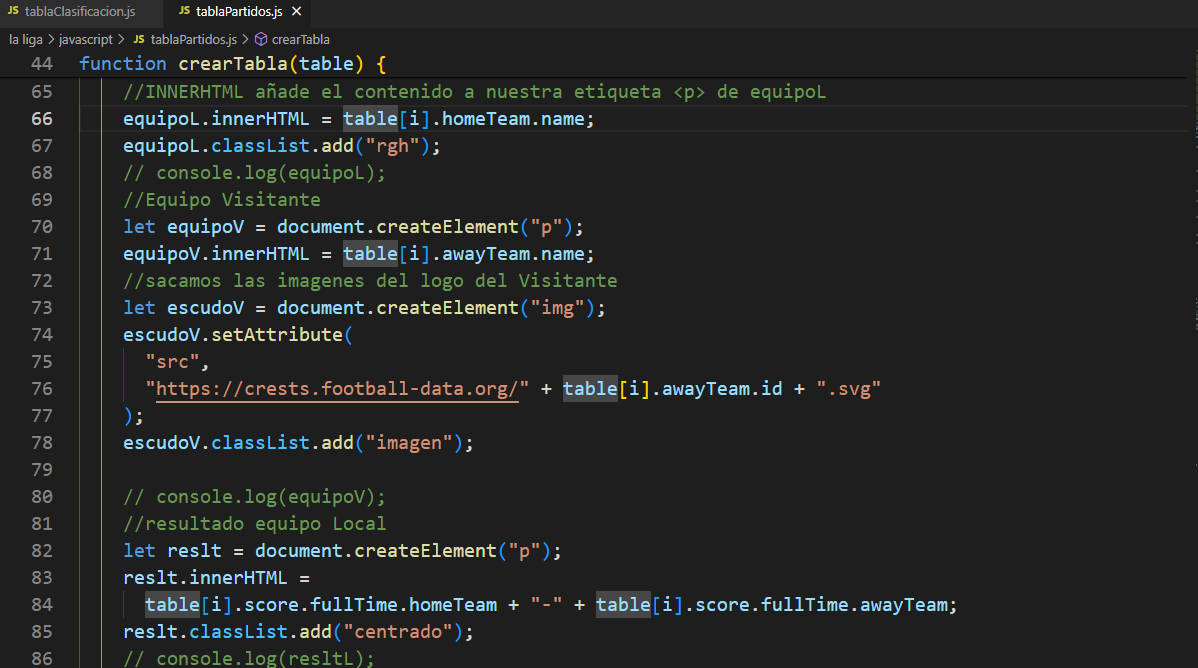 JS tablaClasificacion.js JS tablaPartidos.js ×
la liga > javascript > JS tablaPartidos.js > crearTabla
44 function crearTabla(table) {
65 //INNERHTML añade el contenido a nuestra etiqueta <p> de equipoL
66 equipoL.innerHTML = table[i].homeTeam.name;
67 equipoL.classList.add("rgh");
68 // console.log(equipoL);
69 //Equipo Visitante
70 let equipoV = document.createElement("p");
71 equipoV.innerHTML = table[i].awayTeam.name;
72 //sacamos las imagenes del logo del Visitante
73 let escudoV = document.createElement("img");
74 escudoV.setAttribute(
75 "src",
76 "https://crests.football-data.org/" + table[i].awayTeam.id + ".svg"
77 );
78 escudoV.classList.add("imagen");
79
80 // console.log(equipoV);
81 //resultado equipo Local
82 let reslt = document.createElement("p");
83 reslt.innerHTML =
84 table[i].score.fullTime.homeTeam + "-" + table[i].score.fullTime.awayTeam;
85 reslt.classList.add("centrado");
86 // console.log(resltL);